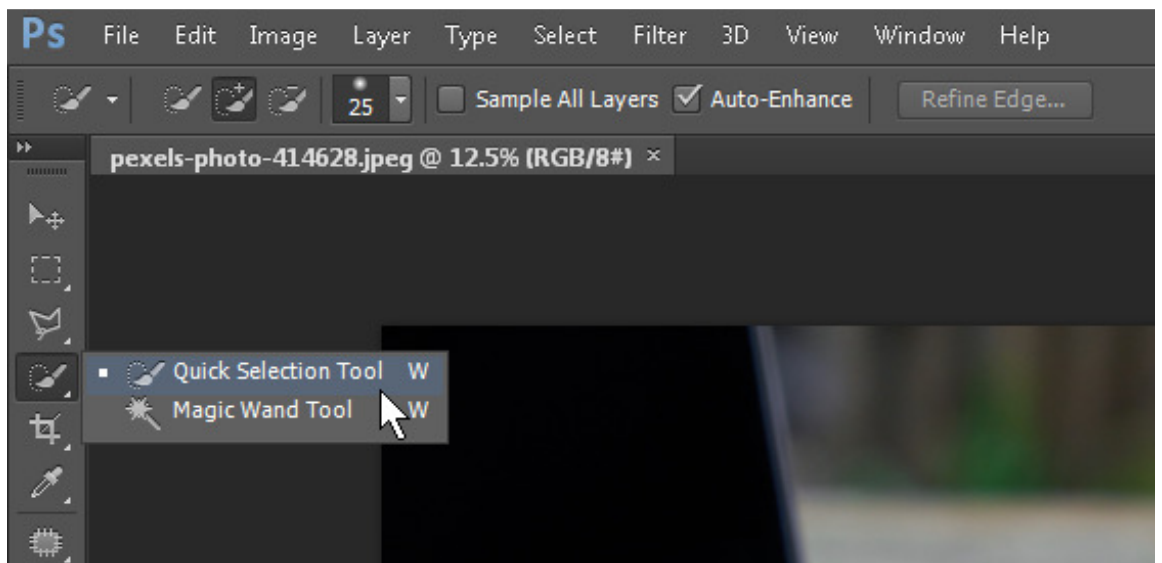 Ps File Edit Image Layer Type Select Filter 3D View Window Help
25 Sample All Layers Auto-Enhance Refine Edge...
pexels-photo-414628.jpeg @ 12.5% (RGB/8#) ×
Quick Selection Tool W
Magic Wand Tool W